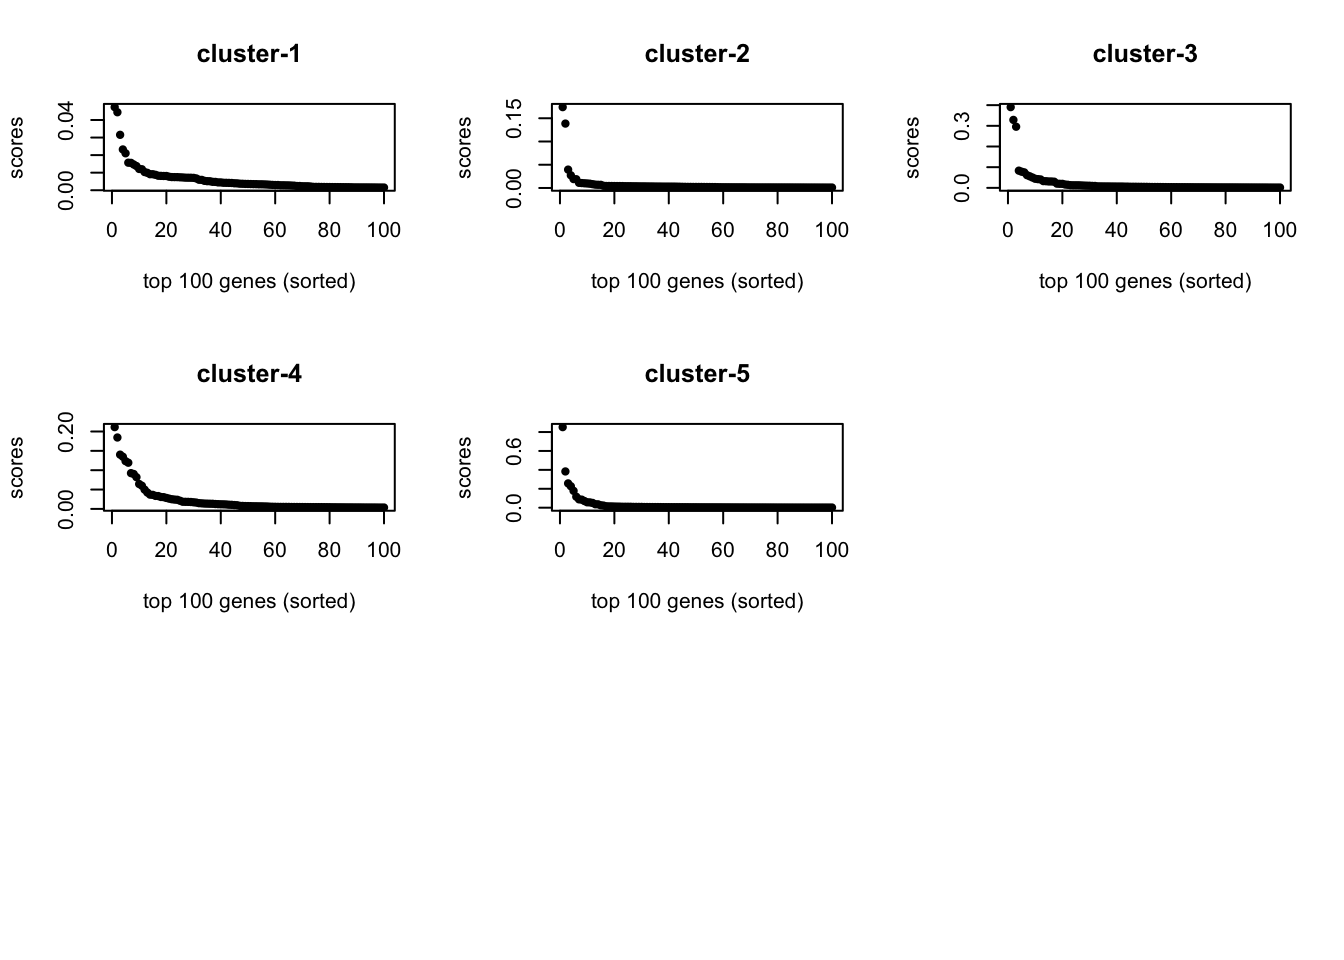 cluster-1
scores
0.04
0.00
0 20 40 60 80 100
top 100 genes (sorted)
cluster-2
scores
0.15
0.00
0 20 40 60 80 100
top 100 genes (sorted)
cluster-3
scores
0.3
0.0
0 20 40 60 80 100
top 100 genes (sorted)
cluster-4
scores
0.20
0.00
0 20 40 60 80 100
top 100 genes (sorted)
cluster-5
scores
0.6
0.0
0 20 40 60 80 100
top 100 genes (sorted)